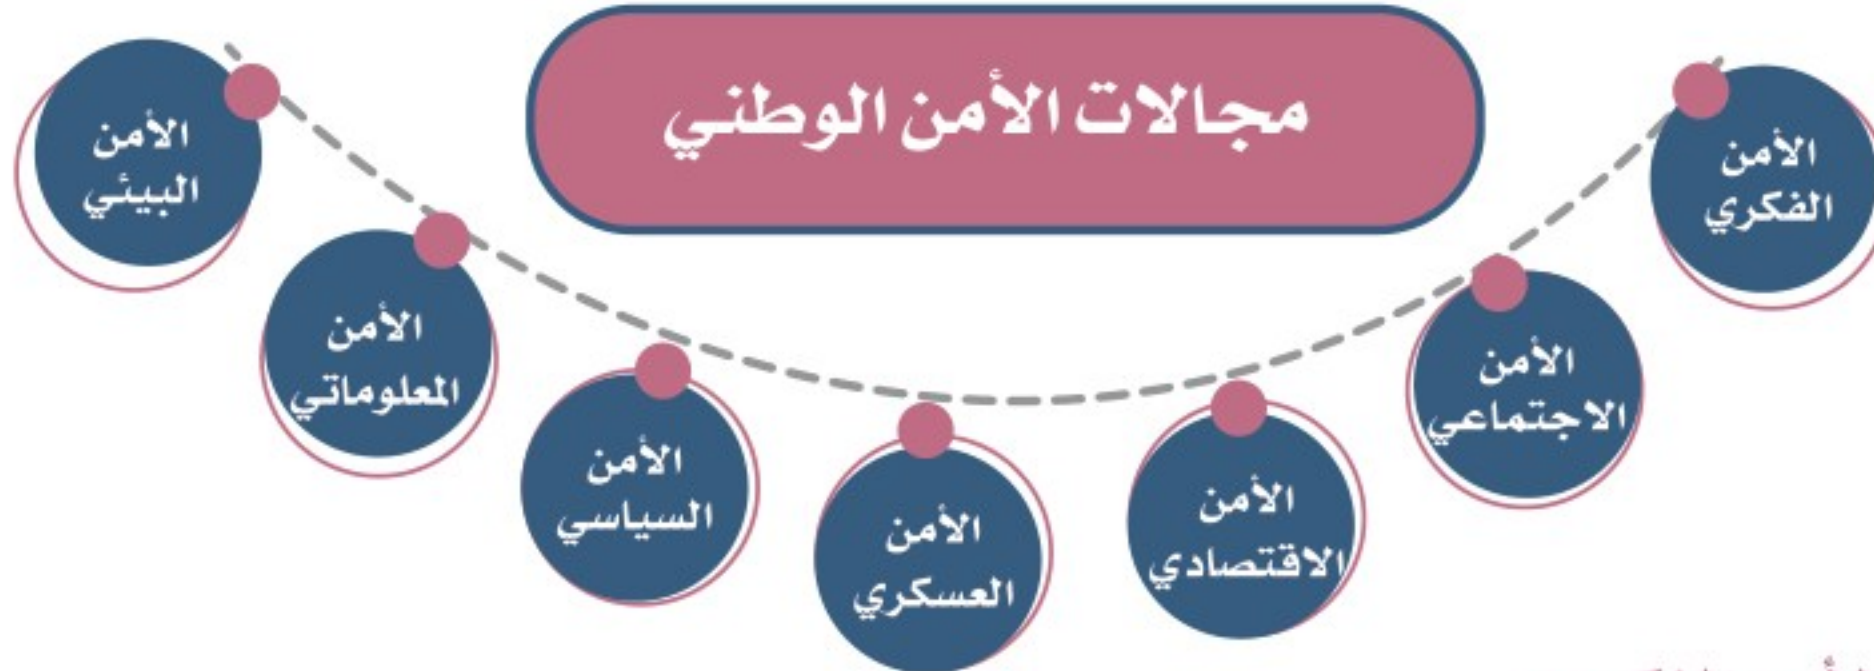 مجالات الأمن الوطني
الأمن
الفكري
الأمن
الاجتماعي
الأمن
الاقتصادي
الأمن
العسكري
الأمن
السياسي
الأمن
المعلوماتي
الأمن
البيئي